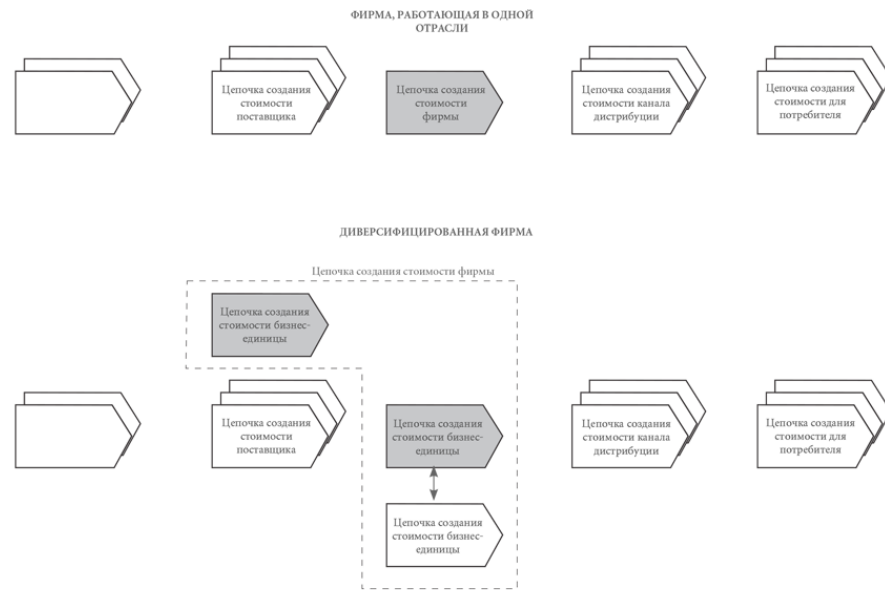 ФИРМА, РАБОТАЮЩАЯ В ОДНОЙ
ОТРАСЛИ
Цепочка создания
стоимости
поставщика
Цепочка создания
стоимости
фирмы
Цепочка создания
стоимости канала
дистрибуции
Цепочка создания
стоимости для
потребителя
ДИВЕРСИФИЦИРОВАННАЯ ФИРМА
Цепочка создания стоимости фирмы
Цепочка создания
стоимости бизнес-
единицы
Цепочка создания
стоимости
поставщика
Цепочка создания
стоимости бизнес-
единицы
Цепочка создания
стоимости канала
дистрибуции
Цепочка создания
стоимости для
потребителя
Цепочка создания
стоимости бизнес-
единицы